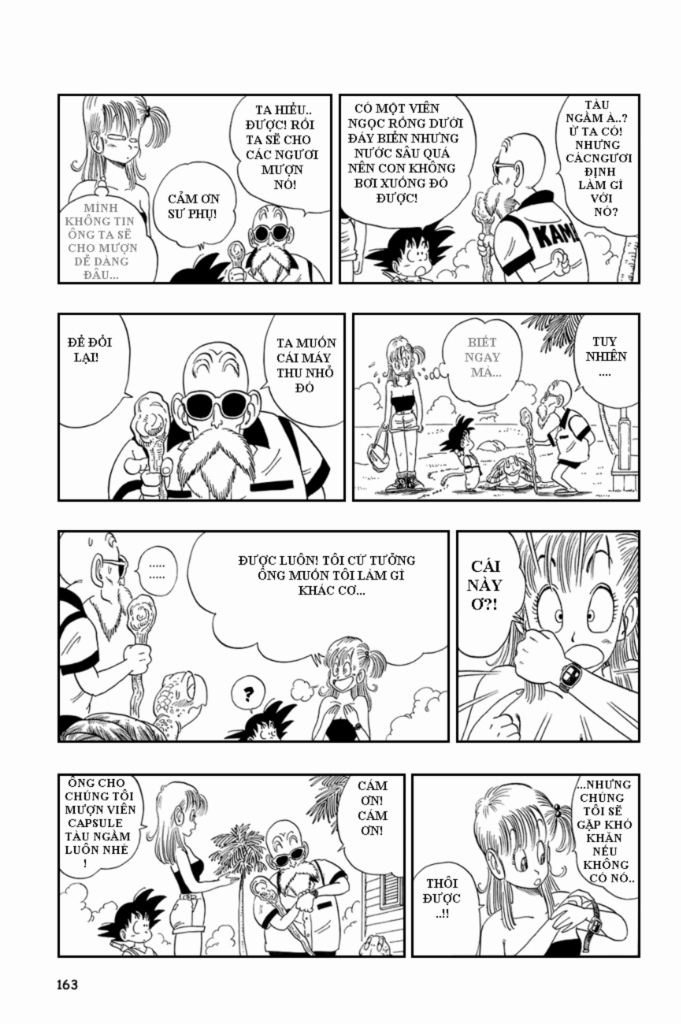 TÀU
NGẦM À..?
Ừ TA CÓ!
NHƯNG
CÁCNGƯƠI
ĐỊNH
LÀM GÌ
VỚI
NÓ?
CÓ MỘT VIÊN
NGỌC RỒNG DƯỚI
ĐÁY BIỂN NHƯNG
NƯỚC SÂU QUÁ
NÊN CON KHÔNG
BƠI XUỐNG ĐÓ
ĐƯỢC!
KAME
TA HIỂU..
ĐƯỢC! RỒI
TA SẼ CHO
CÁC NGƯƠI
MƯỢN
NÓ!
CẢM ƠN
SƯ PHỤ!
MÌNH
KHÔNG TIN
ÔNG TA SẼ
CHO MƯỢN
DỄ DÀNG
ĐÂU...
TUY
NHIÊN
....
BIẾT
NGAY
MÀ...
TA MUỐN
CÁI MÁY
THU NHỎ
ĐÓ
ĐỂ ĐỔI
LẠI!
CÁI
NÀY
Ơ?!
ĐƯỢC LUÔN! TÔI CỨ TƯỞNG
ÔNG MUỐN TÔI LÀM GÌ
KHÁC CƠ...
?
.....
.....
...NHƯNG
CHÚNG
TÔI SẼ
GẶP KHÓ
KHĂN
NẾU
KHÔNG
CÓ NÓ..
THÔI
ĐƯỢC
..!!
CÁM
ƠN!
CÁM
ƠN!
ÔNG CHO
CHÚNG TÔI
MƯỢN VIÊN
CAPSULE
TÀU NGẦM
LUÔN NHÉ
!
163